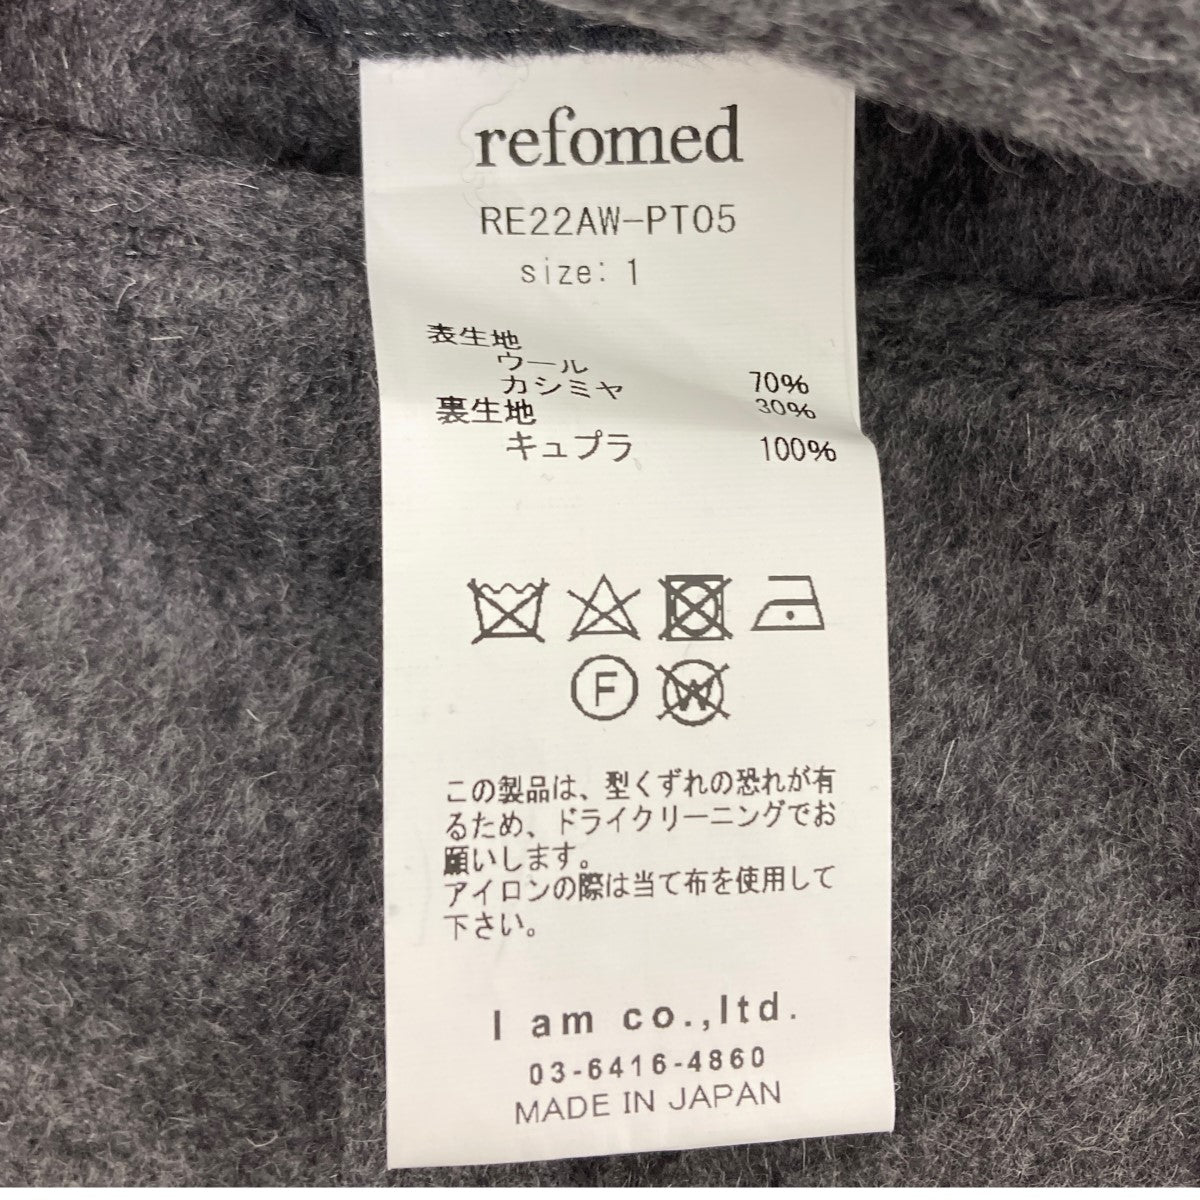 refomed
RE22AW-PT05
size: 1
表生地
ウール 70%
カシミヤ 30%
裏生地
キュプラ 100%
F W
この製品は、型くずれの恐れが有
るため、ドライクリーニングでお
願いします。
アイロンの際は当て布を使用して
下さい。
I am co.,ltd.
03-6416-4860
MADE IN JAPAN